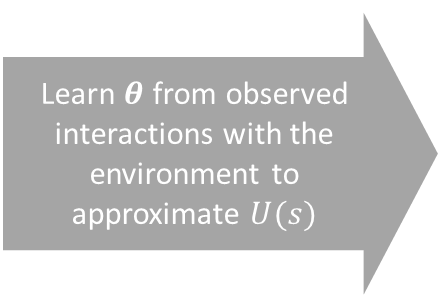 Learn θ from observed
interactions with the
environment to
approximate U(s)